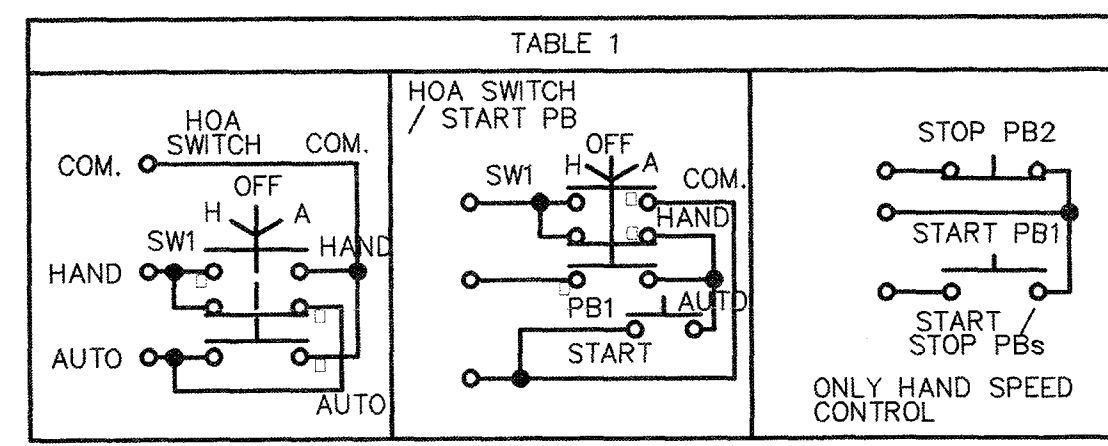 TABLE 1
HOA
SWITCH
COM.
COM.
OFF
H
A
SW1
HAND
HAND
AUTO
AUTO
HOA SWITCH
/ START PB
OFF
H
A
SW1
COM.
HAND
PB1
AUTO
START
STOP PB2
START PB1
START /
STOP PBs
ONLY HAND SPEED
CONTROL